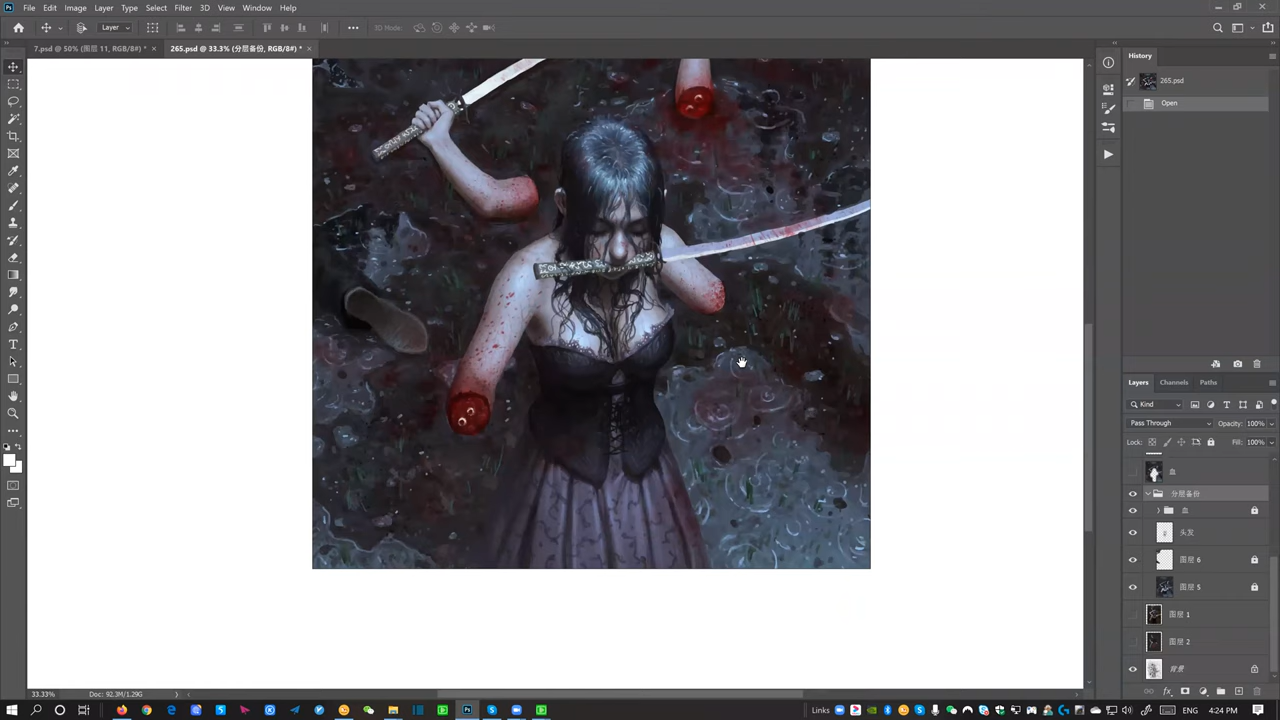 File Edit Image Layer Type Select Filter 3D View Window Help
Layer 3D Mode:
7.psd @ 50% (图层 11, RGB/8#) * × 265.psd @ 33.3% (分层备份, RGB/8#) * ×
History
265.psd
Open
Layers Channels Paths
Kind
Pass Through Opacity: 100%
Lock: Fill: 100%
血
分层备份
血
头发
图层 6
图层 5
图层 1
图层 2
背景
33.33% Doc: 92.3M/1.29G
Links 4:24 PM